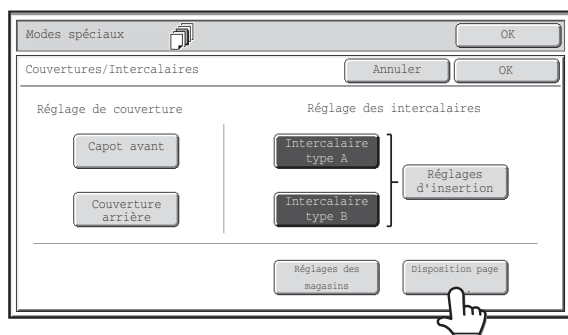 Modes spéciaux
OK
Couvertures/Intercalaires
Annuler
OK
Réglage de couverture
Réglage des intercalaires
Capot avant
Intercalaire
type A
Réglages
d'insertion
Couverture
arrière
Intercalaire
type B
Réglages des
magasins
Disposition page